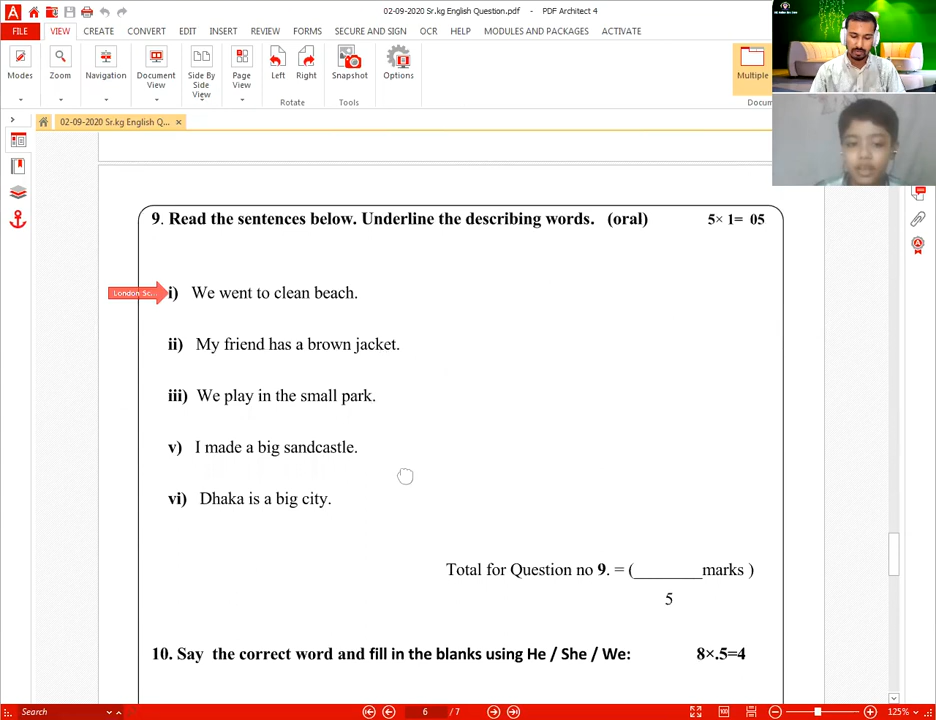 02-09-2020 Sr.kg English Question.pdf - PDF Architect 4
FILE VIEW CREATE CONVERT EDIT INSERT REVIEW FORMS SECURE AND SIGN OCR HELP MODULES AND PACKAGES ACTIVATE
Modes Zoom Navigation Document View Side By Side View Page View Left Right Snapshot Options Multiple
Rotate Tools Docum
02-09-2020 Sr.kg English Q... ×
9. Read the sentences below. Underline the describing words. (oral) 5× 1= 05
London Sc...
i) We went to clean beach.
ii) My friend has a brown jacket.
iii) We play in the small park.
v) I made a big sandcastle.
vi) Dhaka is a big city.
Total for Question no 9. = (________marks )
5
10. Say the correct word and fill in the blanks using He / She / We: 8×.5=4
Search 6 / 7 125%